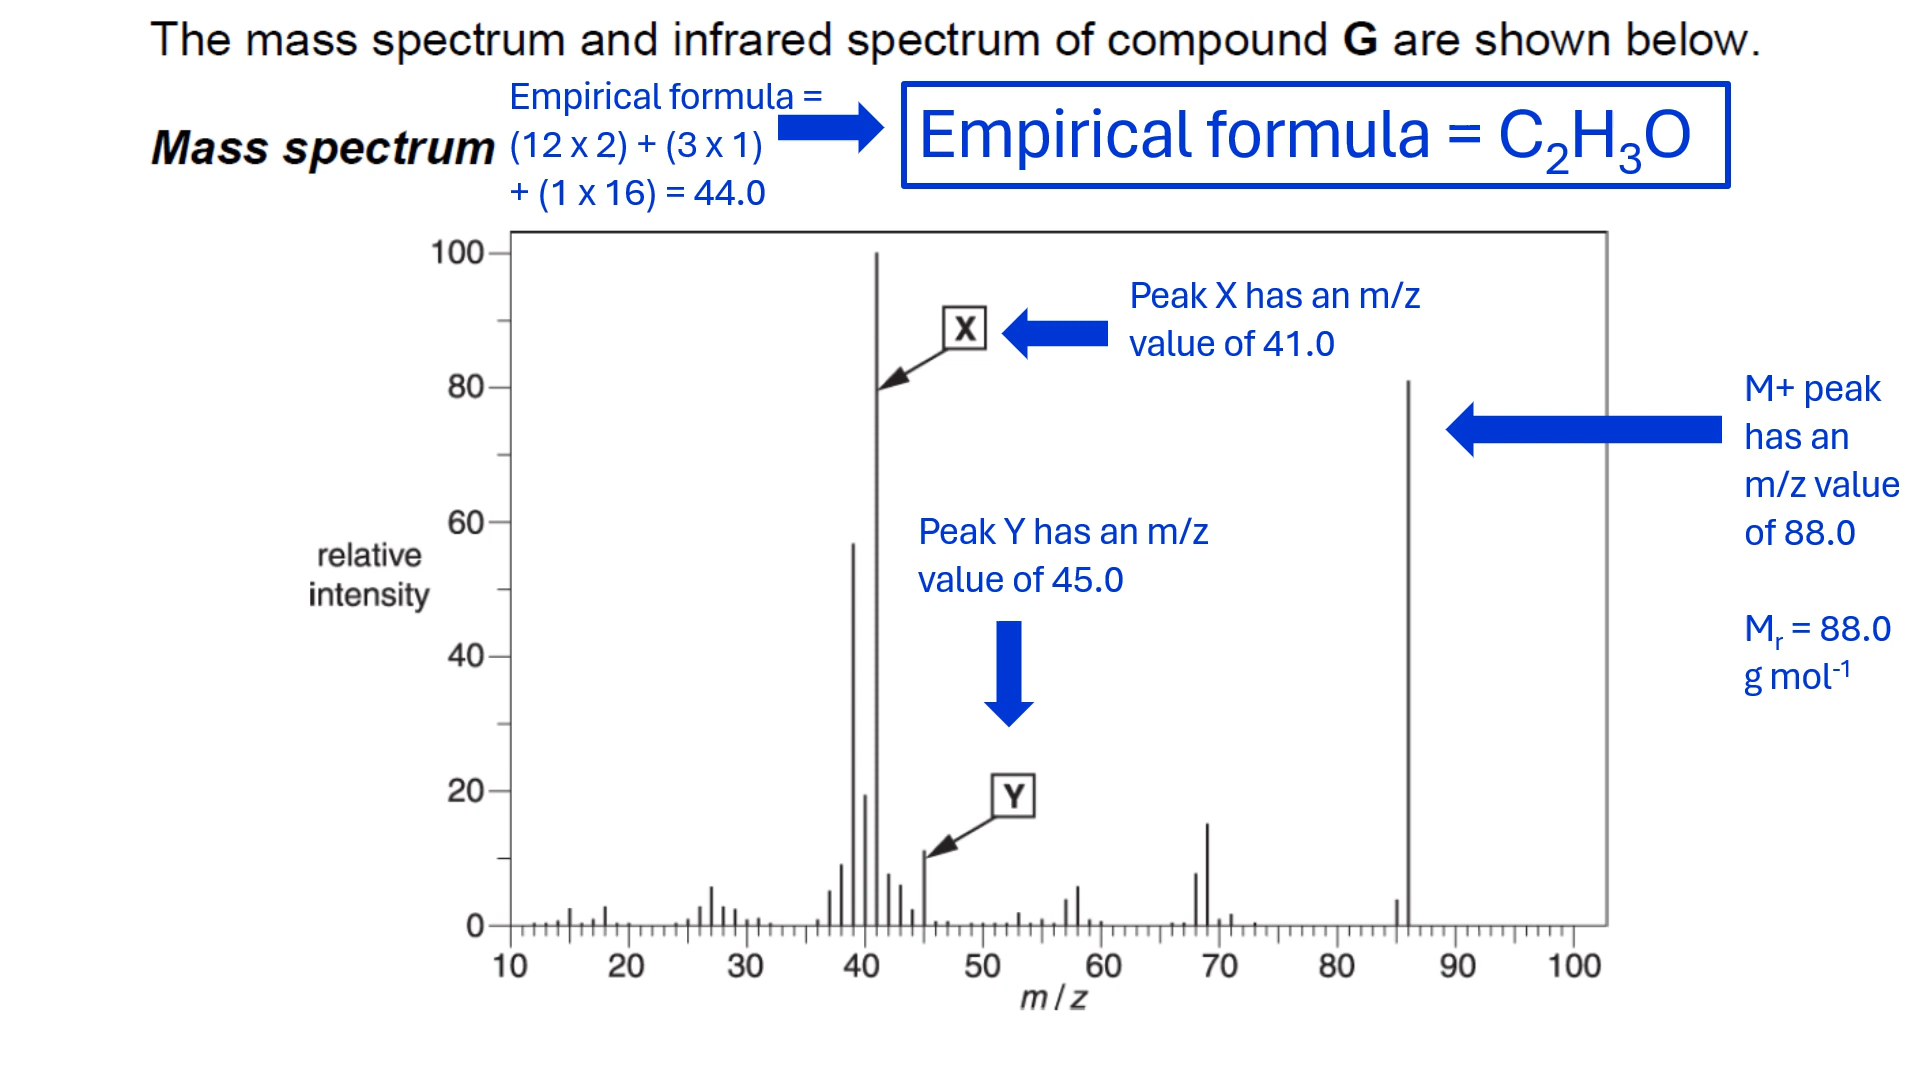 The mass spectrum and infrared spectrum of compound G are shown below.
Mass spectrum
Empirical formula =
(12 x 2) + (3 x 1)
+ (1 x 16) = 44.0
Empirical formula = C₂H₃O
100
80
60
40
20
0
relative
intensity
X
Peak X has an m/z
value of 41.0
M+ peak
has an
m/z value
of 88.0
Mᵣ = 88.0
g mol⁻¹
Peak Y has an m/z
value of 45.0
Y
10 20 30 40 50 60 70 80 90 100
m / z